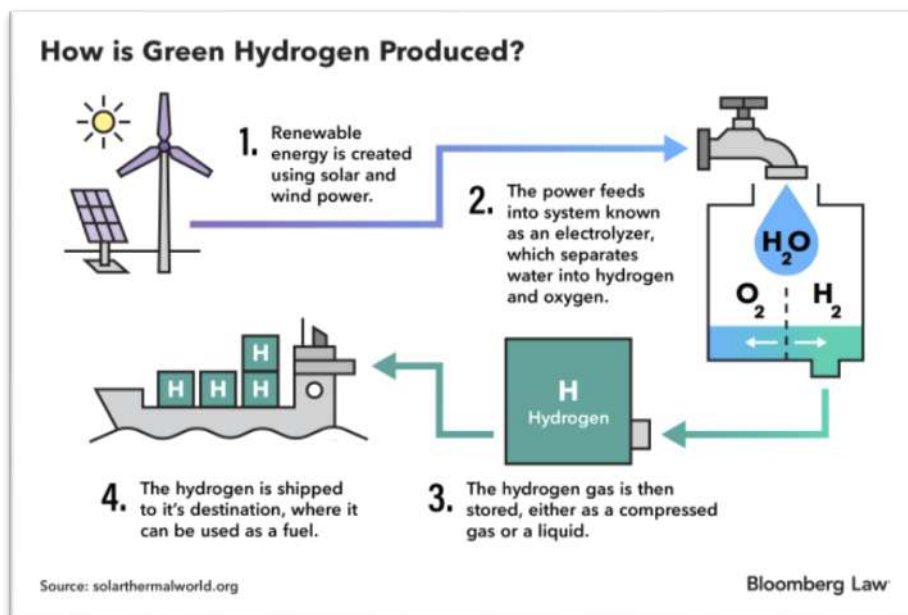 How is Green Hydrogen Produced?
1. Renewable
energy is created
using solar and
wind power.
2. The power feeds
into system known
as an electrolyzer,
which separates
water into hydrogen
and oxygen.
H₂O
O₂ H₂
H
H H H
H
Hydrogen
4. The hydrogen is shipped
to it's destination, where it
can be used as a fuel.
3. The hydrogen gas is then
stored, either as a compressed
gas or a liquid.
Source: solarthermalworld.org
Bloomberg Law